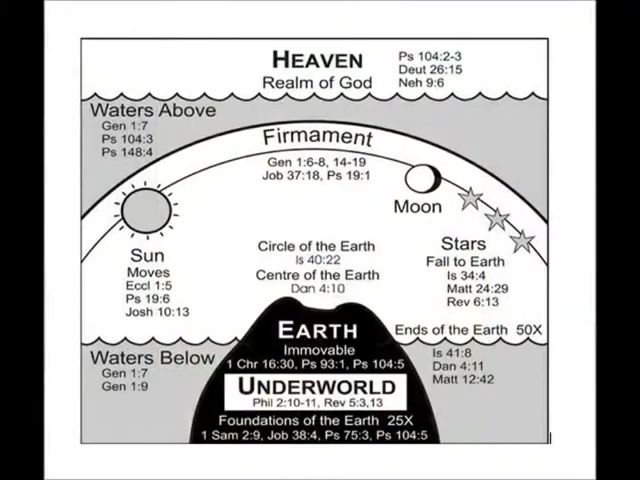 HEAVEN
Realm of God
Ps 104:2-3
Deut 26:15
Neh 9:6
Waters Above
Gen 1:7
Ps 104:3
Ps 148:4
Firmament
Gen 1:6-8, 14-19
Job 37:18, Ps 19:1
Moon
Sun
Moves
Eccl 1:5
Ps 19:6
Josh 10:13
Circle of the Earth
Is 40:22
Centre of the Earth
Dan 4:10
Stars
Fall to Earth
Is 34:4
Matt 24:29
Rev 6:13
EARTH
Immovable
1 Chr 16:30, Ps 93:1, Ps 104:5
Ends of the Earth 50X
Is 41:8
Dan 4:11
Matt 12:42
Waters Below
Gen 1:7
Gen 1:9
UNDERWORLD
Phil 2:10-11, Rev 5:3,13
Foundations of the Earth 25X
1 Sam 2:9, Job 38:4, Ps 75:3, Ps 104:5